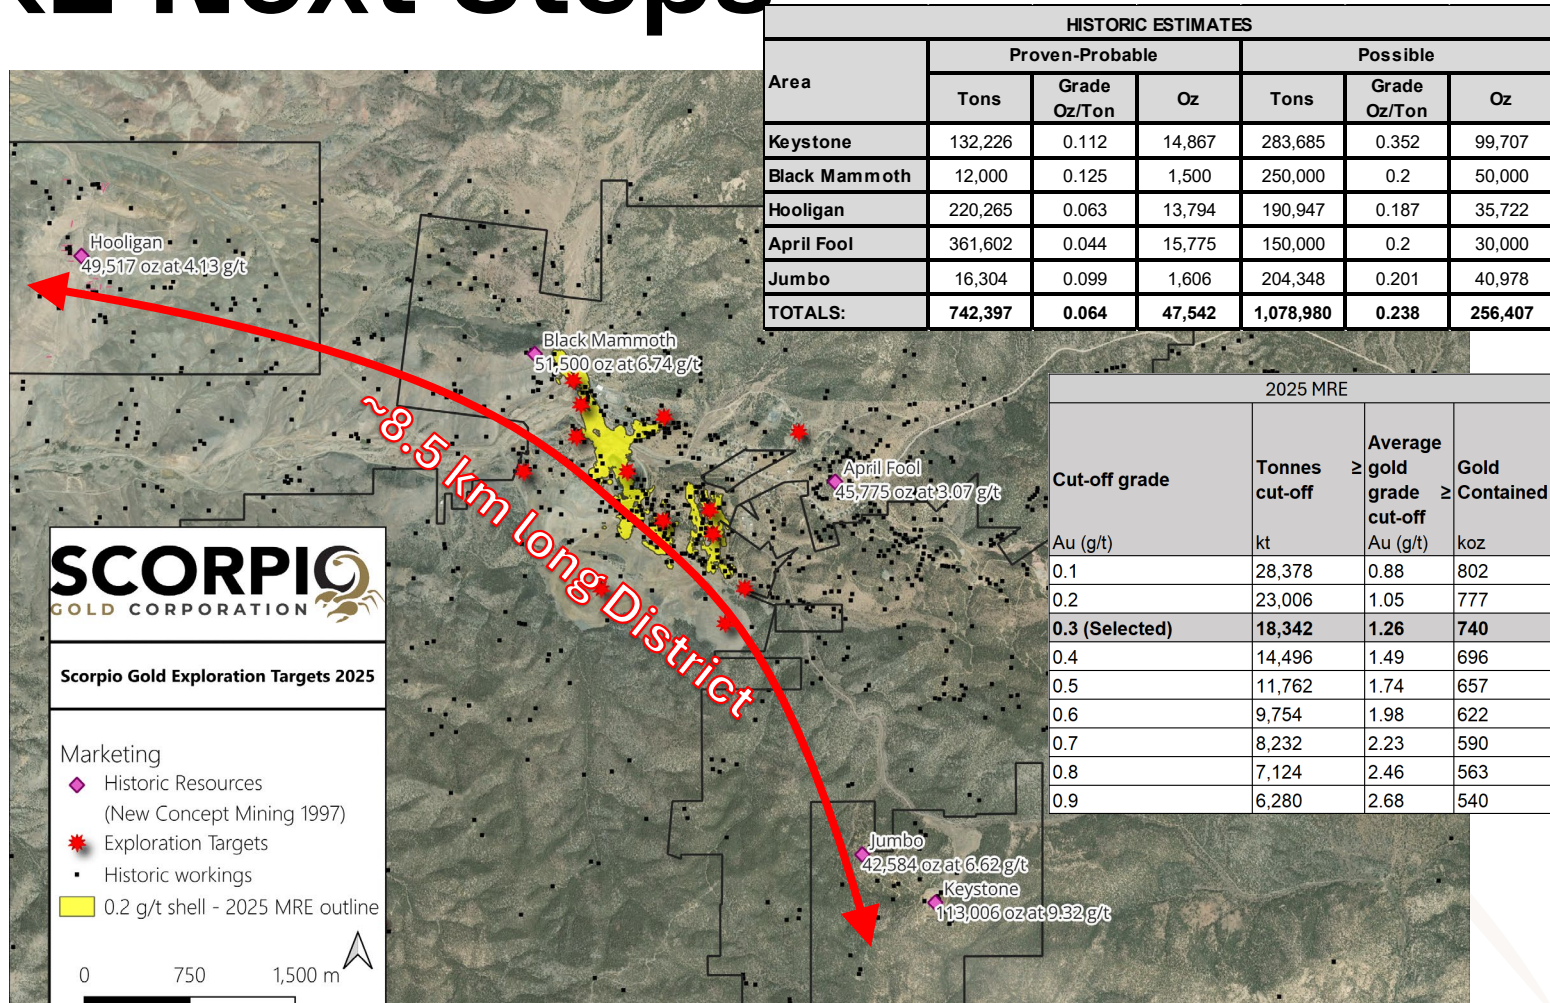 Next Steps
HISTORIC ESTIMATES
Area Proven-Probable Possible
Tons Grade Oz/Ton Oz Tons Grade Oz/Ton Oz
Keystone 132,226 0.112 14,867 283,685 0.352 99,707
Black Mammoth 12,000 0.125 1,500 250,000 0.2 50,000
Hooligan 220,265 0.063 13,794 190,947 0.187 35,722
April Fool 361,602 0.044 15,775 150,000 0.2 30,000
Jumbo 16,304 0.099 1,606 204,348 0.201 40,978
TOTALS: 742,397 0.064 47,542 1,078,980 0.238 256,407
Hooligan
49,517 oz at 4.13 g/t
Black Mammoth
51,500 oz at 6.74 g/t
~8.5 km long District
April Fool
45,775 oz at 3.07 g/t
Jumbo
42,584 oz at 6.62 g/t
Keystone
113,006 oz at 9.32 g/t
2025 MRE
Cut-off grade Tonnes ≥ cut-off Average gold grade ≥ cut-off Gold Contained
Au (g/t) kt Au (g/t) koz
0.1 28,378 0.88 802
0.2 23,006 1.05 777
0.3 (Selected) 18,342 1.26 740
0.4 14,496 1.49 696
0.5 11,762 1.74 657
0.6 9,754 1.98 622
0.7 8,232 2.23 590
0.8 7,124 2.46 563
0.9 6,280 2.68 540
SCORPIO
GOLD CORPORATION
Scorpio Gold Exploration Targets 2025
Marketing
Historic Resources
(New Concept Mining 1997)
Exploration Targets
Historic workings
0.2 g/t shell - 2025 MRE outline
0 750 1,500 m